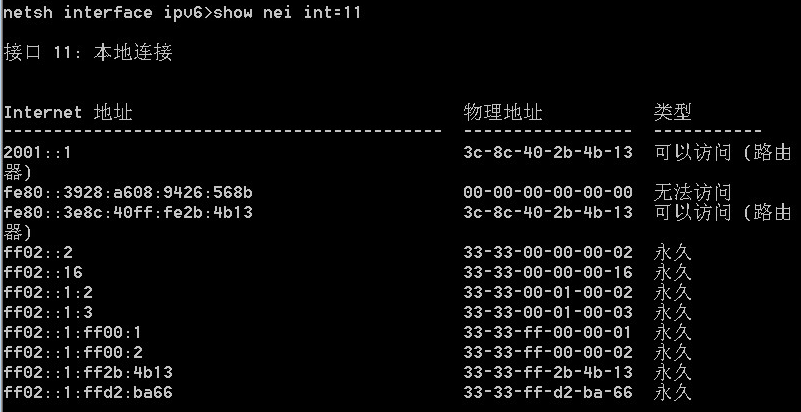 netsh interface ipv6>show nei int=11
接口 11: 本地连接
Internet 地址 物理地址 类型
-------------------------------------------- ----------------- -----------
2001::1 3c-8c-40-2b-4b-13 可以访问 (路由
器)
fe80::3928:a608:9426:568b 00-00-00-00-00-00 无法访问
fe80::3e8c:40ff:fe2b:4b13 3c-8c-40-2b-4b-13 可以访问 (路由
器)
ff02::2 33-33-00-00-00-02 永久
ff02::16 33-33-00-00-00-16 永久
ff02::1:2 33-33-00-01-00-02 永久
ff02::1:3 33-33-00-01-00-03 永久
ff02::1:ff00:1 33-33-ff-00-00-01 永久
ff02::1:ff00:2 33-33-ff-00-00-02 永久
ff02::1:ff2b:4b13 33-33-ff-2b-4b-13 永久
ff02::1:ffd2:ba66 33-33-ff-d2-ba-66 永久